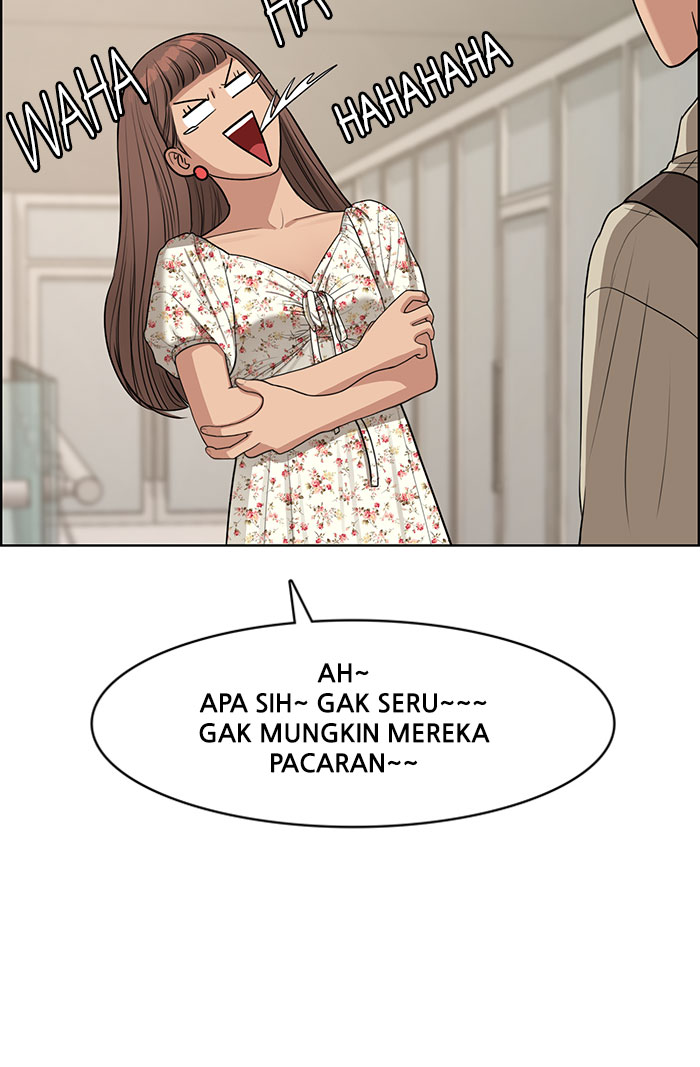 WAHA
HA
HAHAHAHA
AH~
APA SIH~ GAK SERU~~~
GAK MUNGKIN MEREKA
PACARAN~~